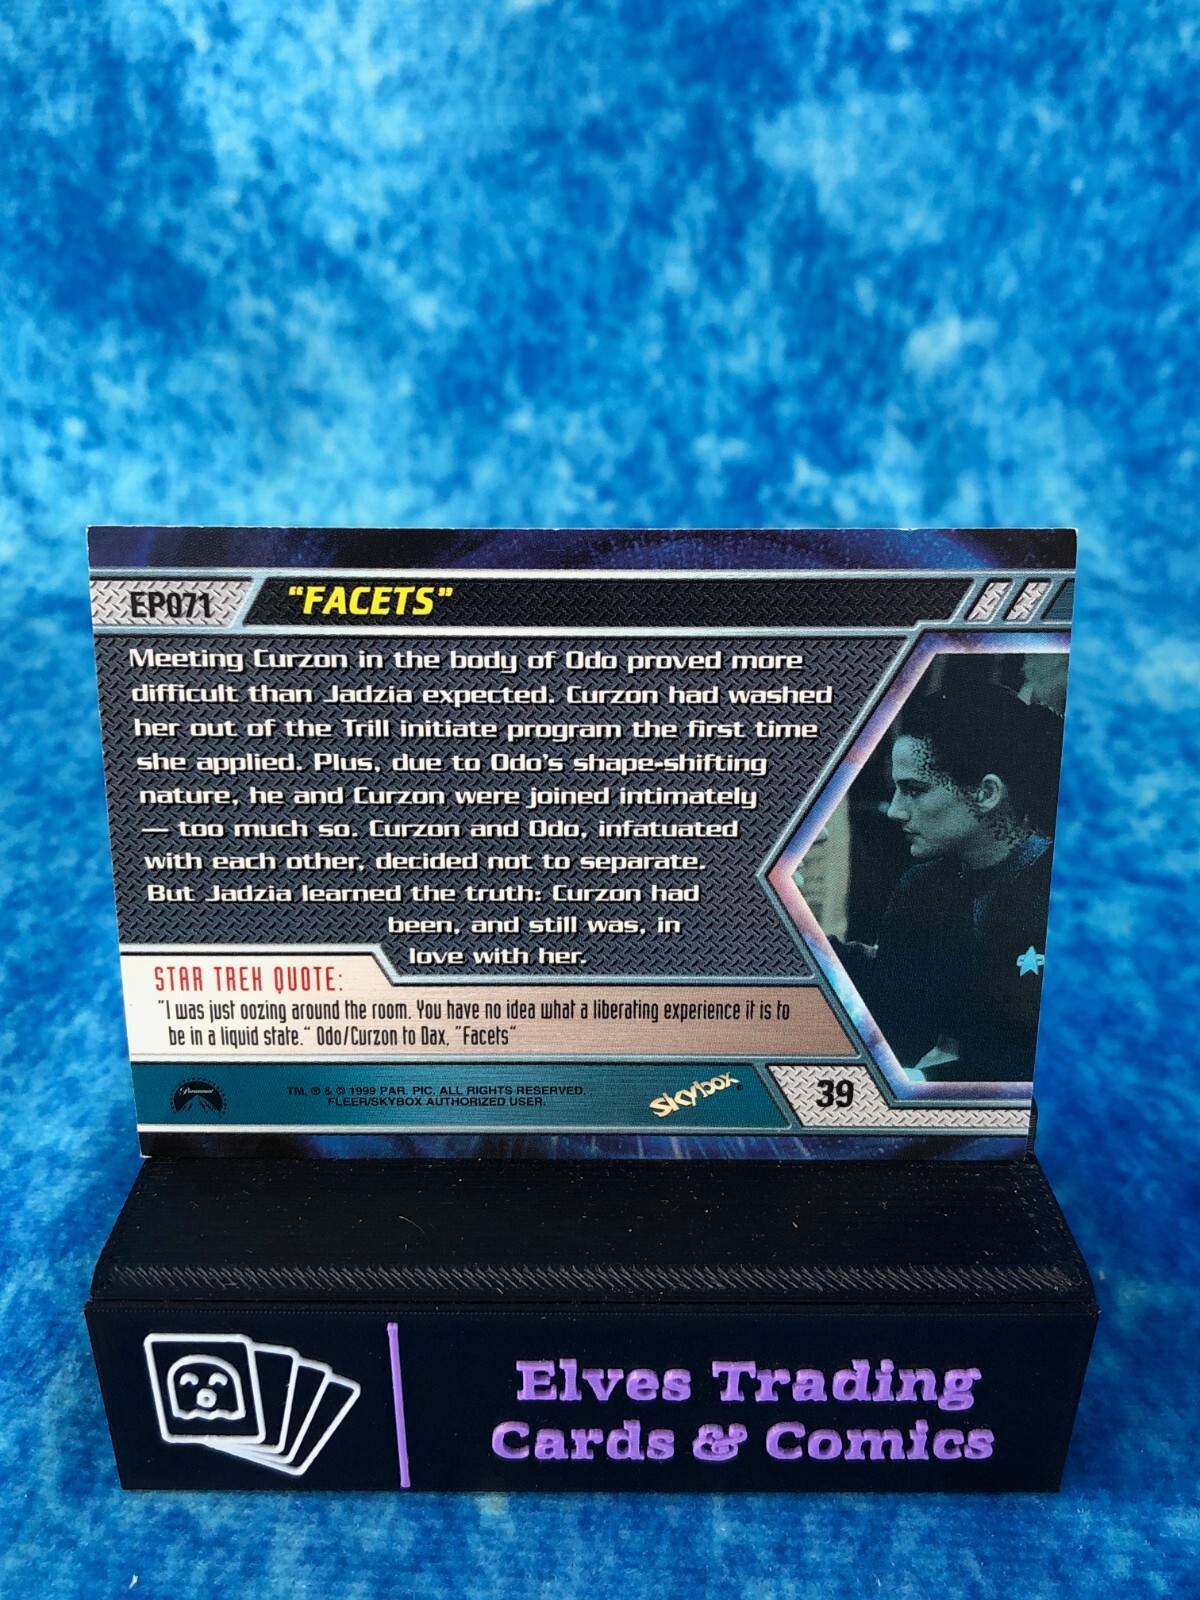 EP071 "FACETS"
Meeting Curzon in the body of Odo proved more
difficult than Jadzia expected. Curzon had washed
her out of the Trill initiate program the first time
she applied. Plus, due to Odo's shape-shifting
nature, he and Curzon were joined intimately
— too much so. Curzon and Odo, infatuated
with each other, decided not to separate.
But Jadzia learned the truth: Curzon had
been, and still was, in
love with her.
STAR TREK QUOTE:
"I was just oozing around the room. You have no idea what a liberating experience it is to
be in a liquid state." Odo/Curzon to Dax, "Facets"
Paramount
TM, ® & © 1999 PAR. PIC. ALL RIGHTS RESERVED.
FLEER/SKYBOX AUTHORIZED USER.
skybox®
39
Elves Trading
Cards & Comics